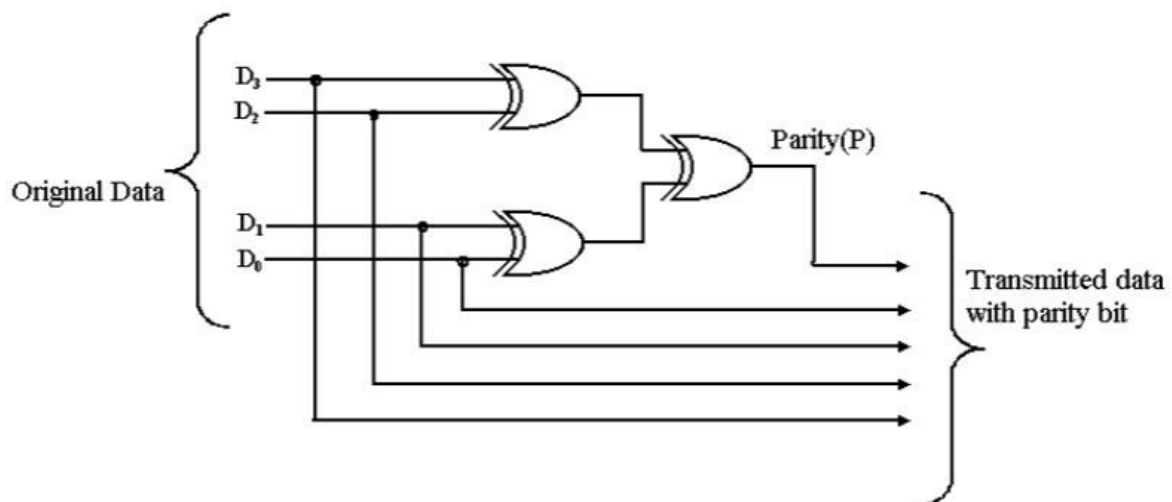 D₃
D₂
Parity(P)
Original Data
D₁
D₀
Transmitted data
with parity bit